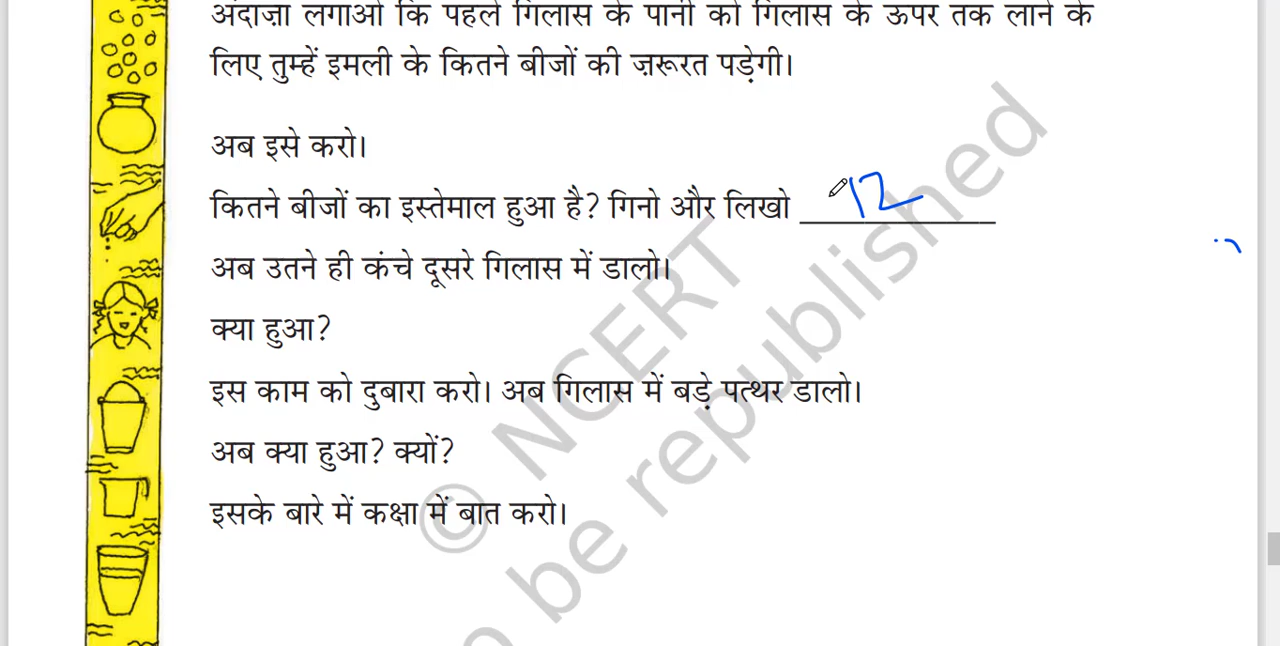 अंदाज़ा लगाओ कि पहले गिलास के पानी को गिलास के ऊपर तक लाने के
लिए तुम्हें इमली के कितने बीजों की ज़रूरत पड़ेगी।
अब इसे करो।
कितने बीजों का इस्तेमाल हुआ है? गिनो और लिखो 12
अब उतने ही कंचे दूसरे गिलास में डालो।
क्या हुआ?
इस काम को दुबारा करो। अब गिलास में बड़े पत्थर डालो।
अब क्या हुआ? क्यों?
इसके बारे में कक्षा में बात करो।
© NCERT
be republished